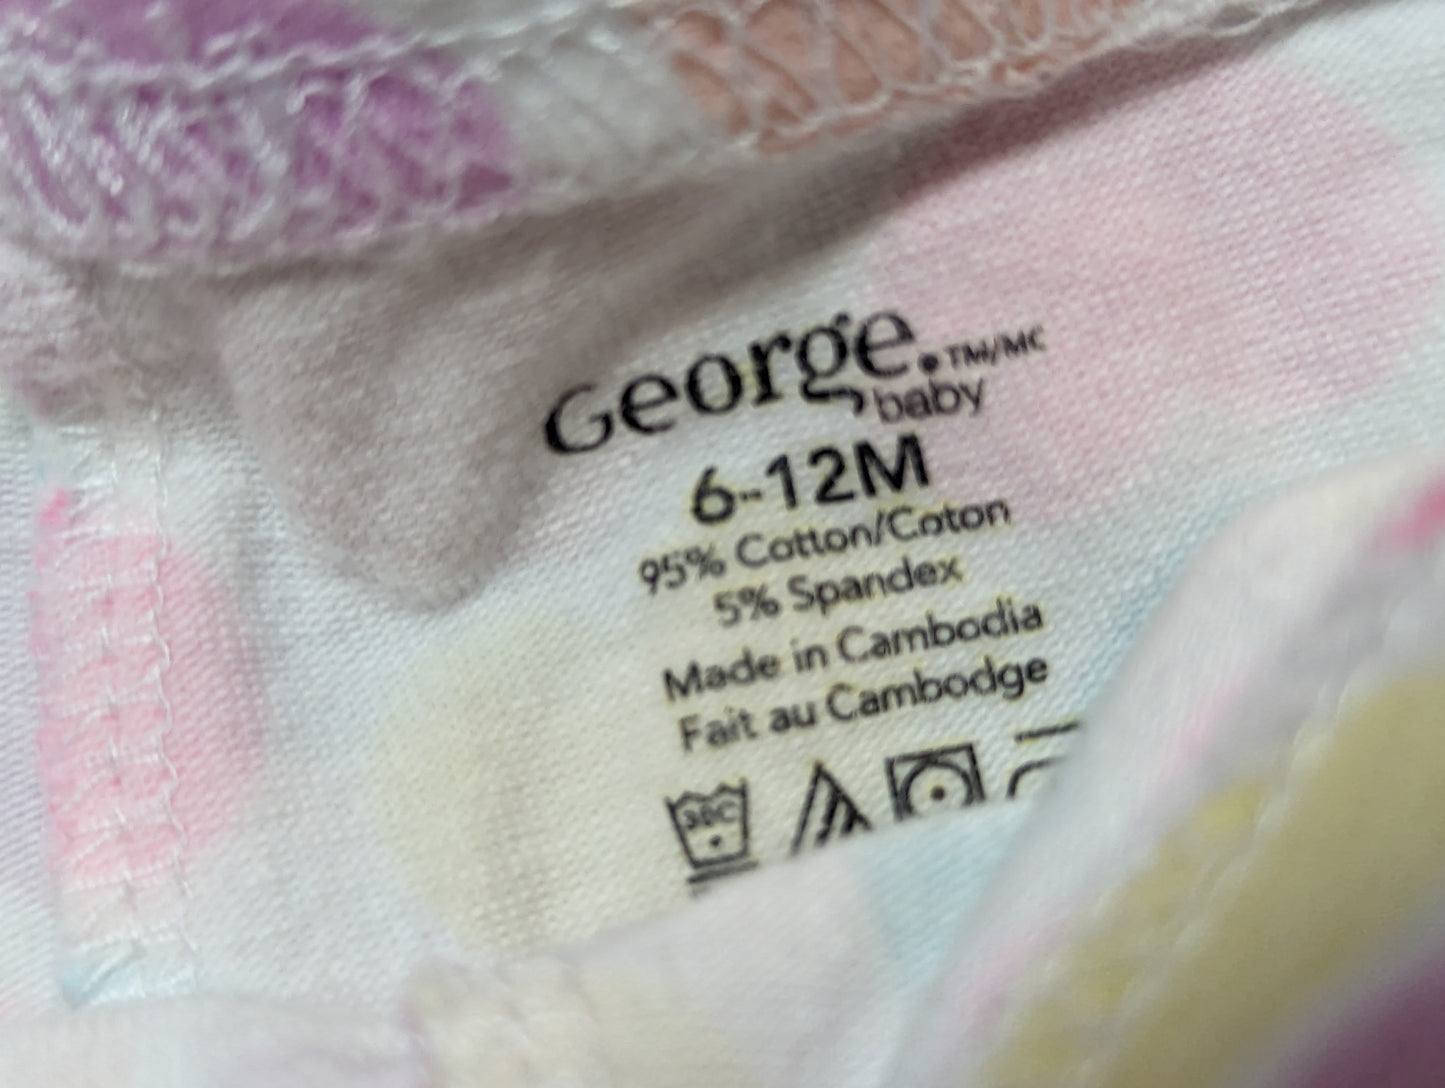 George.TM/MC
baby
6-12M
95% Cotton/Coton
5% Spandex
Made in Cambodia
Fait au Cambodge
30C